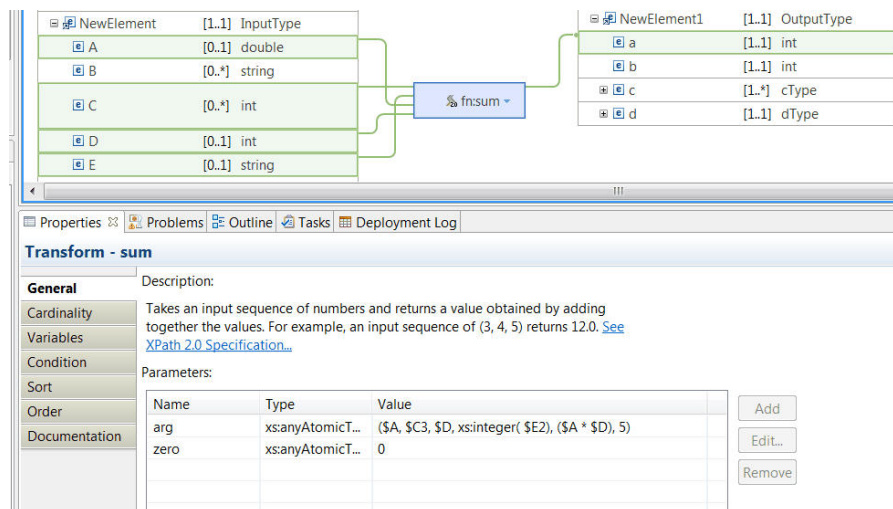 NewElement [1..1] InputType
A [0..1] double
B [0..*] string
C [0..*] int
D [0..1] int
E [0..1] string
fn:sum
NewElement1 [1..1] OutputType
a [1..1] int
b [1..1] int
c [1..*] cType
d [1..1] dType
Properties Problems Outline Tasks Deployment Log
Transform - sum
General
Cardinality
Variables
Condition
Sort
Order
Documentation
Description:
Takes an input sequence of numbers and returns a value obtained by adding
together the values. For example, an input sequence of (3, 4, 5) returns 12.0. See
XPath 2.0 Specification...
Parameters:
Name Type Value
arg xs:anyAtomicT... ($A, $C3, $D, xs:integer( $E2), ($A * $D), 5)
zero xs:anyAtomicT... 0
Add
Edit...
Remove